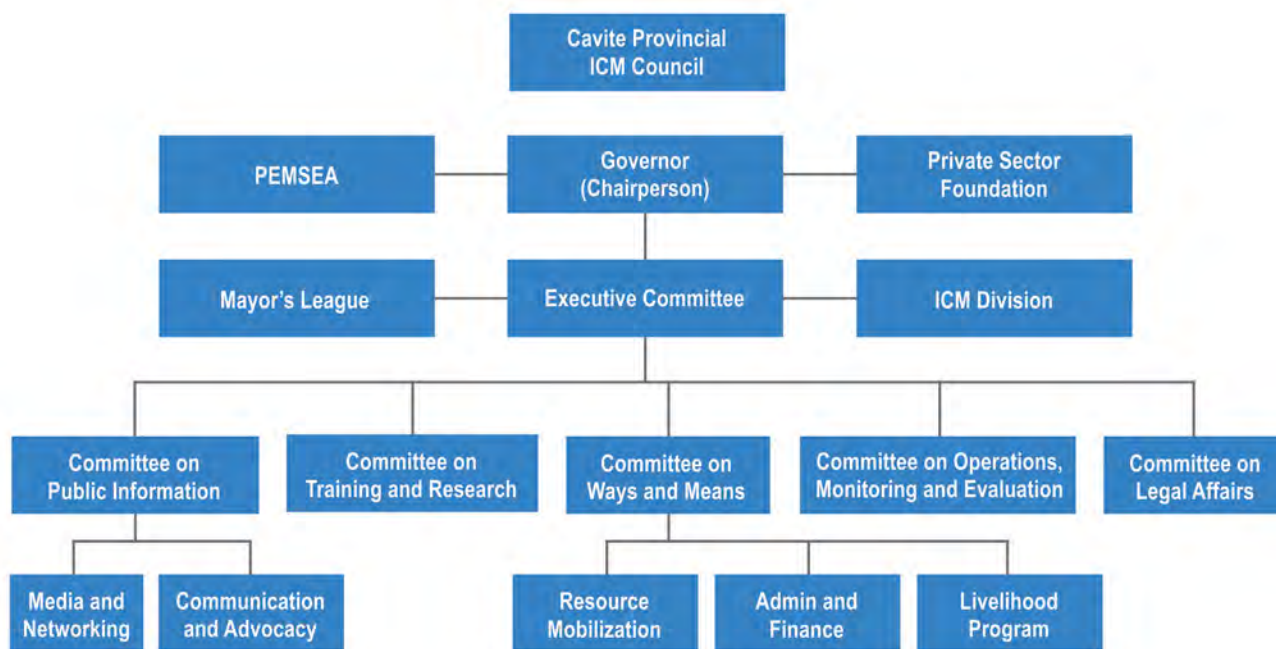 Cavite Provincial
ICM Council
PEMSEA
Governor
(Chairperson)
Private Sector
Foundation
Mayor's League
Executive Committee
ICM Division
Committee on
Public Information
Committee on
Training and Research
Committee on
Ways and Means
Committee on Operations,
Monitoring and Evaluation
Committee on
Legal Affairs
Media and
Networking
Communication
and Advocacy
Resource
Mobilization
Admin and
Finance
Livelihood
Program